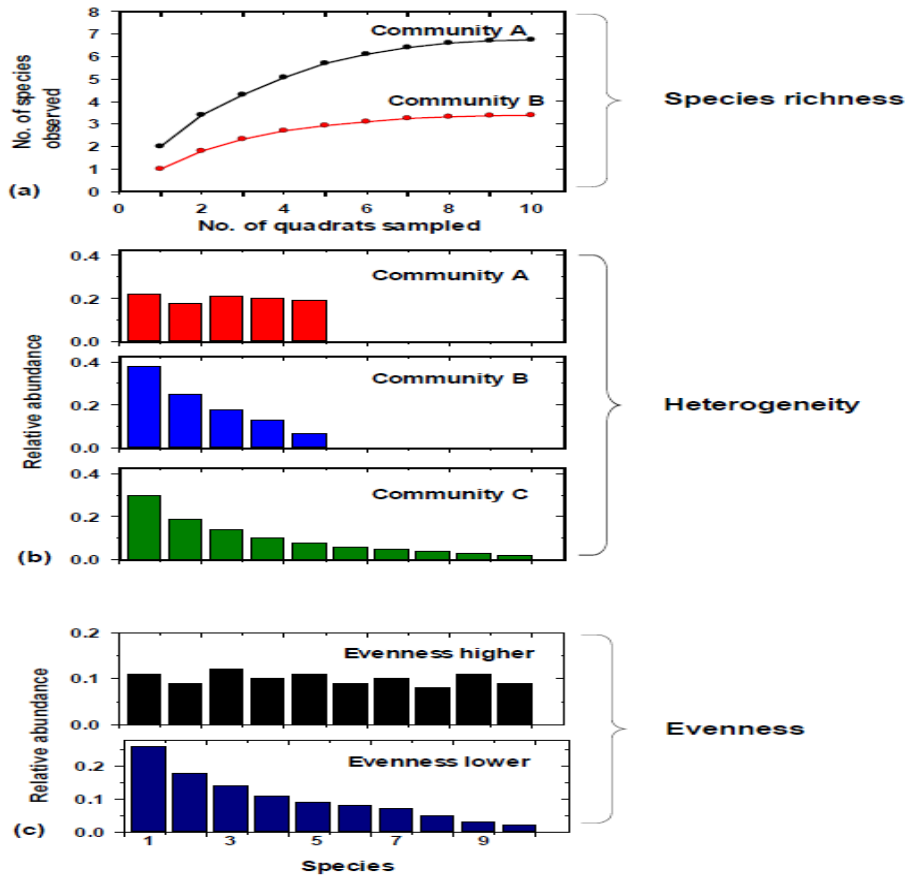 8
7
6
5
4
3
2
1
0
No. of species
observed
Community A
Community B
Species richness
(a)
0 2 4 6 8 10
No. of quadrats sampled
0.4
0.2
0.0
Community A
0.4
0.2
0.0
Community B
Heterogeneity
Relative abundance
0.4
0.2
0.0
Community C
(b)
0.2
0.1
0.0
Evenness higher
Evenness
Relative abundance
0.2
0.1
0.0
Evenness lower
(c)
1 3 5 7 9
Species